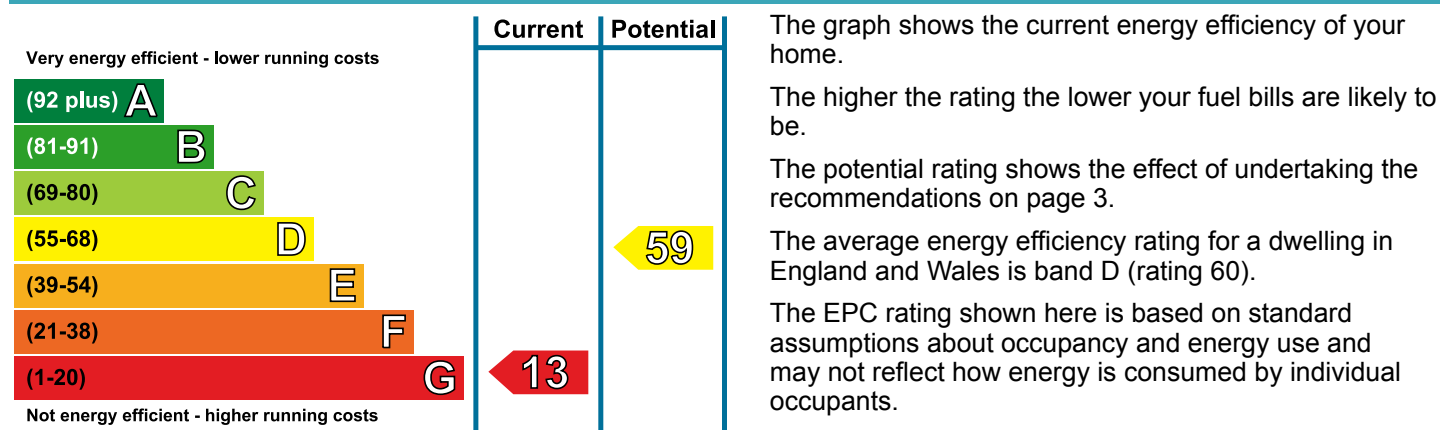 Current Potential
Very energy efficient - lower running costs
(92 plus) A
(81-91) B
(69-80) C
(55-68) D
59
(39-54) E
(21-38) F
(1-20) G
13
Not energy efficient - higher running costs
The graph shows the current energy efficiency of your
home.
The higher the rating the lower your fuel bills are likely to
be.
The potential rating shows the effect of undertaking the
recommendations on page 3.
The average energy efficiency rating for a dwelling in
England and Wales is band D (rating 60).
The EPC rating shown here is based on standard
assumptions about occupancy and energy use and
may not reflect how energy is consumed by individual
occupants.